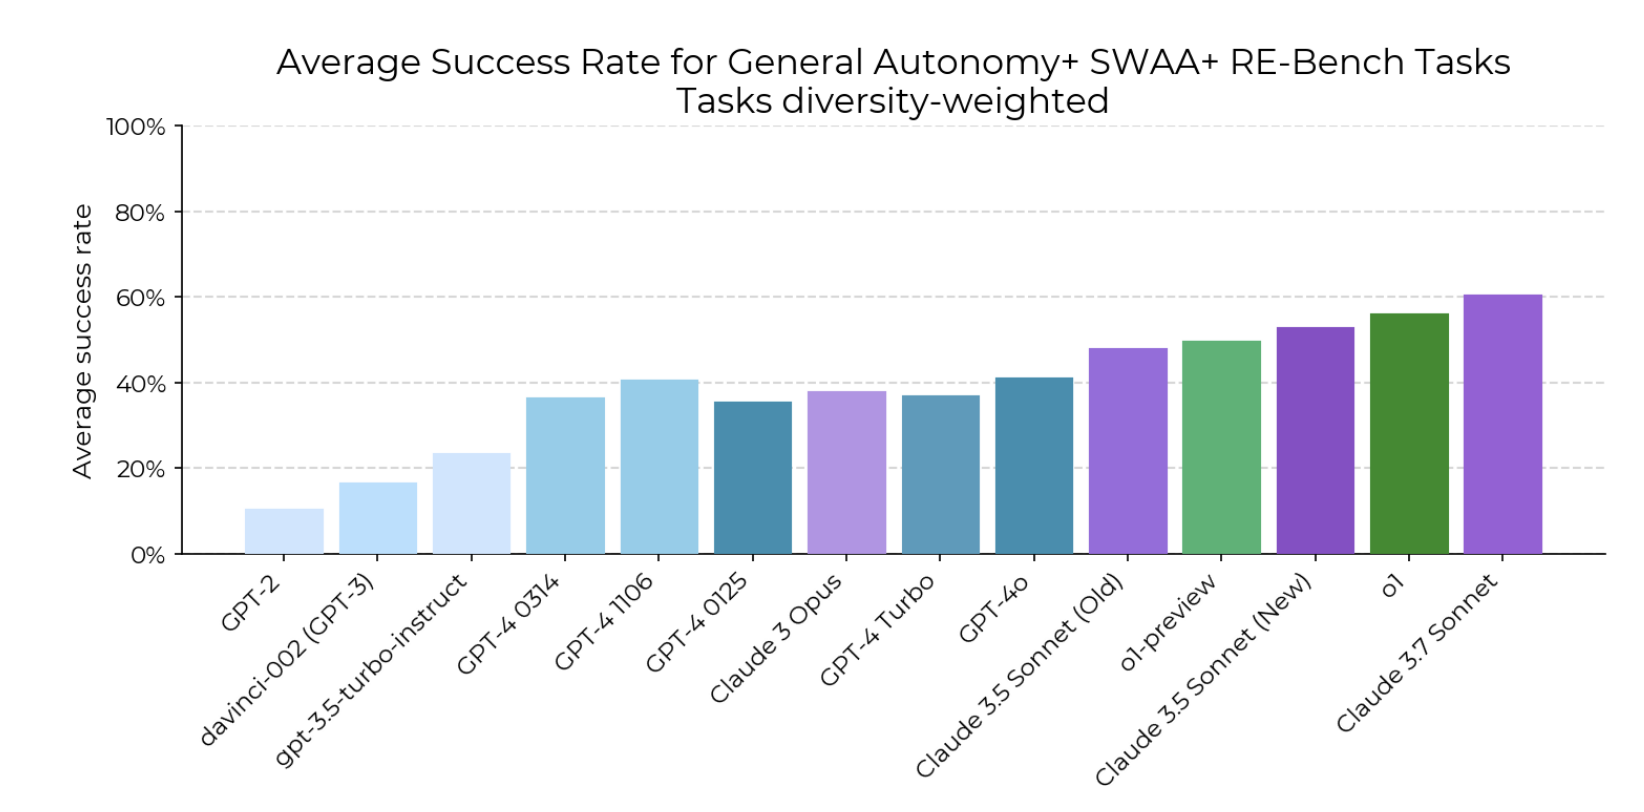 Average Success Rate for General Autonomy+ SWAA+ RE-Bench Tasks
Tasks diversity-weighted
Average success rate
100%
80%
60%
40%
20%
0%
GPT-2
davinci-002 (GPT-3)
gpt-3.5-turbo-instruct
GPT-4 0314
GPT-4 1106
GPT-4 0125
Claude 3 Opus
GPT-4 Turbo
GPT-4o
Claude 3.5 Sonnet (Old)
o1-preview
Claude 3.5 Sonnet (New)
o1
Claude 3.7 Sonnet